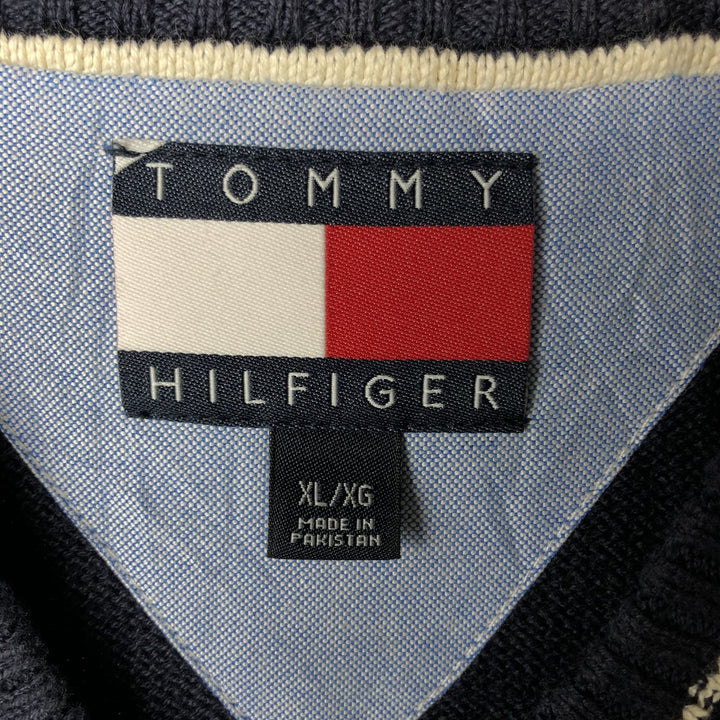 TOMMY
HILFIGER
XL/XG
MADE IN
PAKISTAN